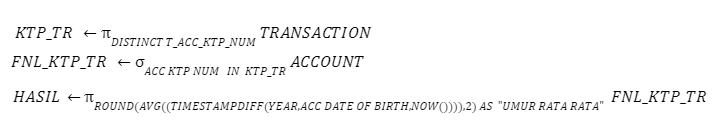 KTP_TR ← π DISTINCT T_ACC_KTP_NUM TRANSACTION
FNL_KTP_TR ← σ ACC KTP NUM IN KTP_TR ACCOUNT
HASIL ← π ROUND(AVG((TIMESTAMPDIFF(YEAR,ACC DATE OF BIRTH,NOW()))),2) AS "UMUR RATA RATA" FNL_KTP_TR